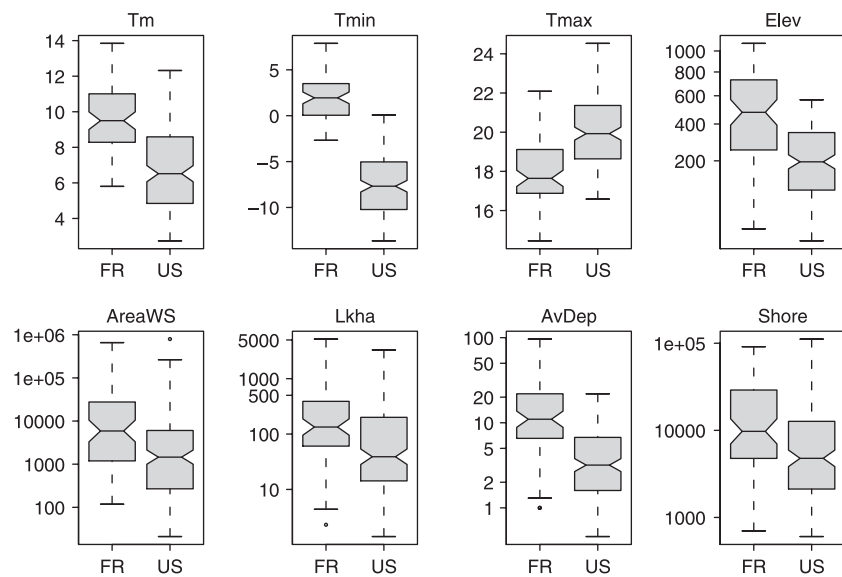 Tm
14
12
10
8
6
4
FR US
Tmin
5
0
−5
−10
FR US
Tmax
24
22
20
18
16
FR US
Elev
1000
800
600
400
200
FR US
AreaWS
1e+06
1e+05
10000
1000
100
FR US
Lkha
5000
1000
500
100
10
FR US
AvDep
100
50
20
10
5
2
1
FR US
Shore
1e+05
10000
1000
FR US